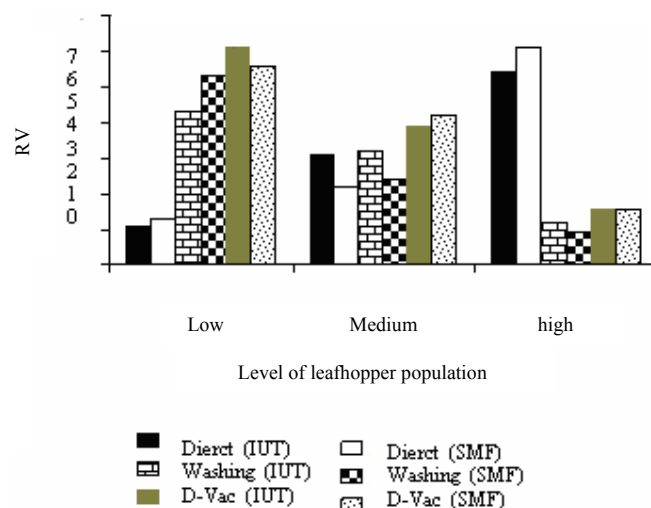 7
6
5
4
3
2
1
0
RV
Low Medium high
Level of leafhopper population
Dierct (IUT) Dierct (SMF)
Washing (IUT) Washing (SMF)
D-Vac (IUT) D-Vac (SMF)